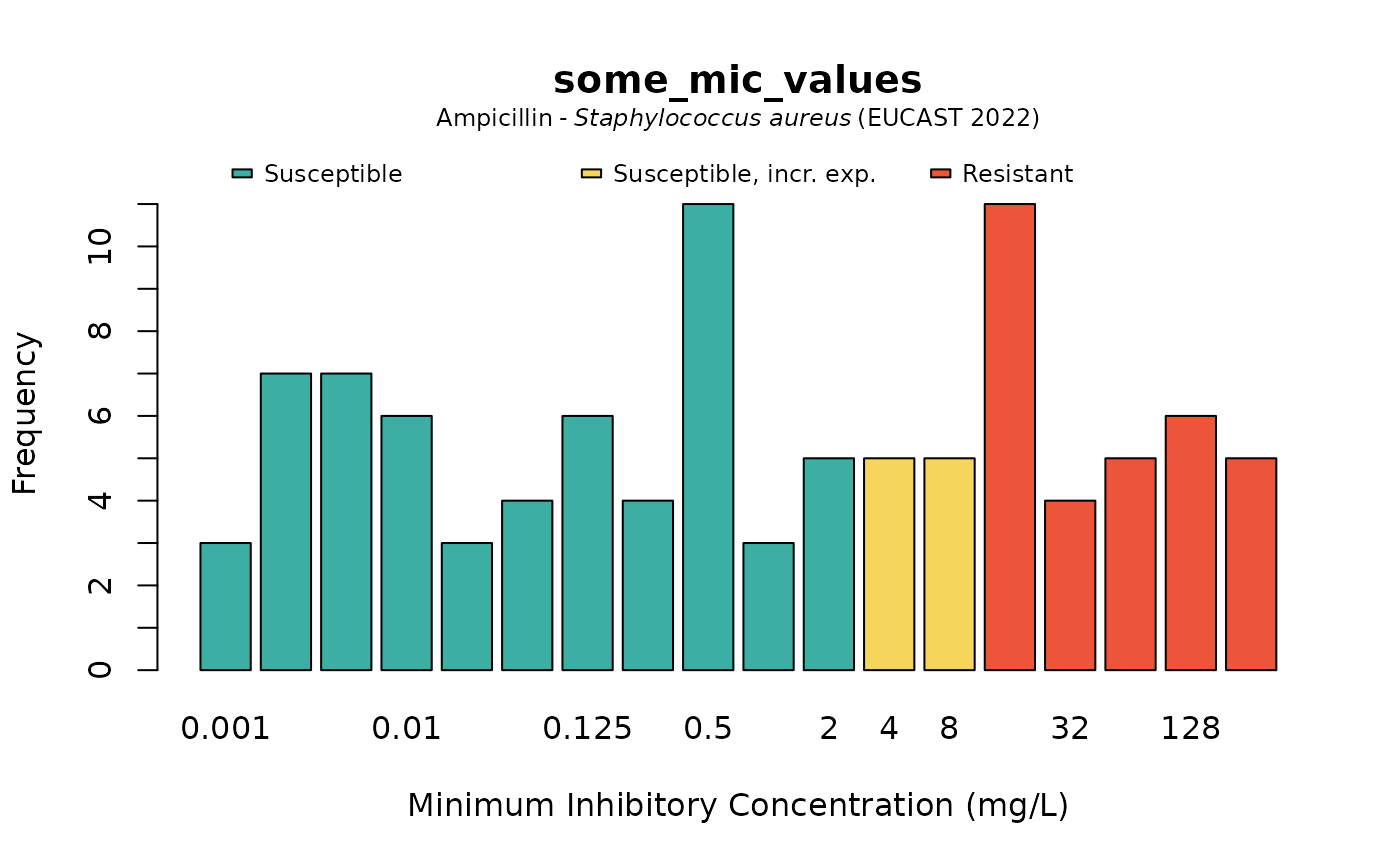 some_mic_values
Ampicillin - Staphylococcus aureus (EUCAST 2022)
Susceptible
Susceptible, incr. exp.
Resistant
Frequency
10
8
6
4
2
0
0.001 0.01 0.125 0.5 2 4 8 32 128
Minimum Inhibitory Concentration (mg/L)